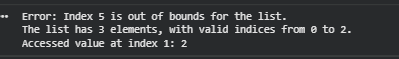 Error: Index 5 is out of bounds for the list.
The list has 3 elements, with valid indices from 0 to 2.
Accessed value at index 1: 2